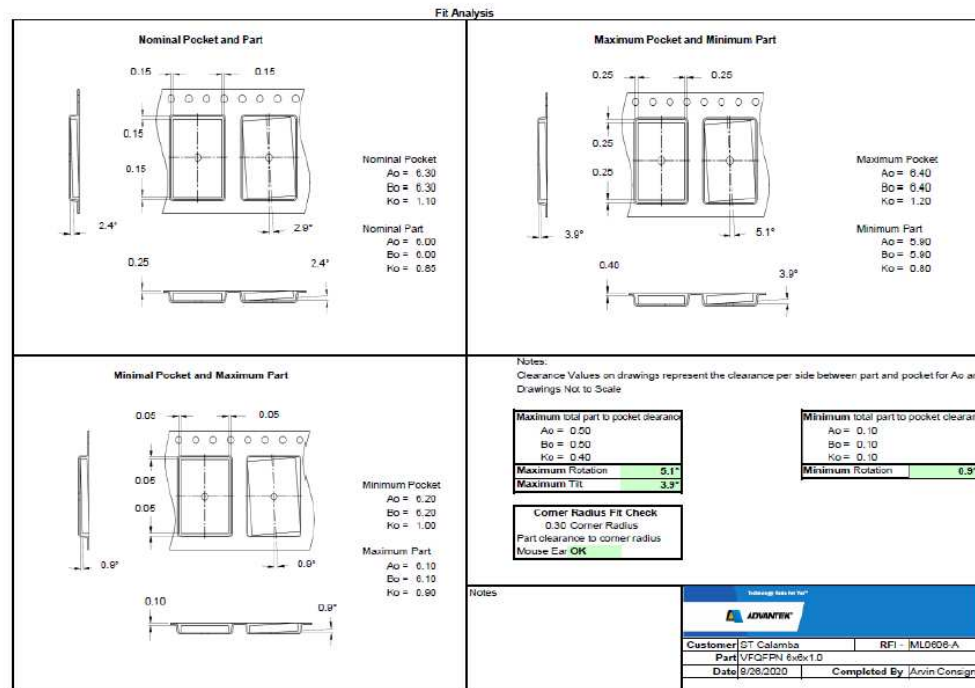 Fit Analysis
Nominal Pocket and Part
0.15
0.15
0.15
0.15
2.4°
2.9°
0.25
2.4°
Nominal Pocket
Ao = 6.30
Bo = 6.30
Ko = 1.10
Nominal Part
Ao = 6.00
Bo = 6.00
Ko = 0.85
Maximum Pocket and Minimum Part
0.25
0.25
0.25
0.25
3.9°
5.1°
0.40
3.9°
Maximum Pocket
Ao = 6.40
Bo = 6.40
Ko = 1.20
Minimum Part
Ao = 5.90
Bo = 5.90
Ko = 0.80
Minimal Pocket and Maximum Part
0.05
0.05
0.05
0.05
0.9°
0.9°
0.10
0.9°
Minimum Pocket
Ao = 6.20
Bo = 6.20
Ko = 1.00
Maximum Part
Ao = 6.10
Bo = 6.10
Ko = 0.90
Notes:
Clearance Values on drawings represent the clearance per side between part and pocket for Ao
Drawings Not to Scale
Maximum total part to pocket clearance
Ao = 0.50
Bo = 0.50
Ko = 0.40
Maximum Rotation 5.1°
Maximum Tilt 3.9°
Minimum total part to pocket
Ao = 0.10
Bo = 0.10
Ko = 0.10
Minimum Rotation 0.9°
Corner Radius Fit Check
0.30 Corner Radius
Part clearance to corner radius
Mouse Ear OK
Notes
ADVANTEK
Customer ST Calamba RFI - ML0606-A
Part VFQFPN 6x6x1.0
Date 8/26/2020 Completed By Arvin Consign